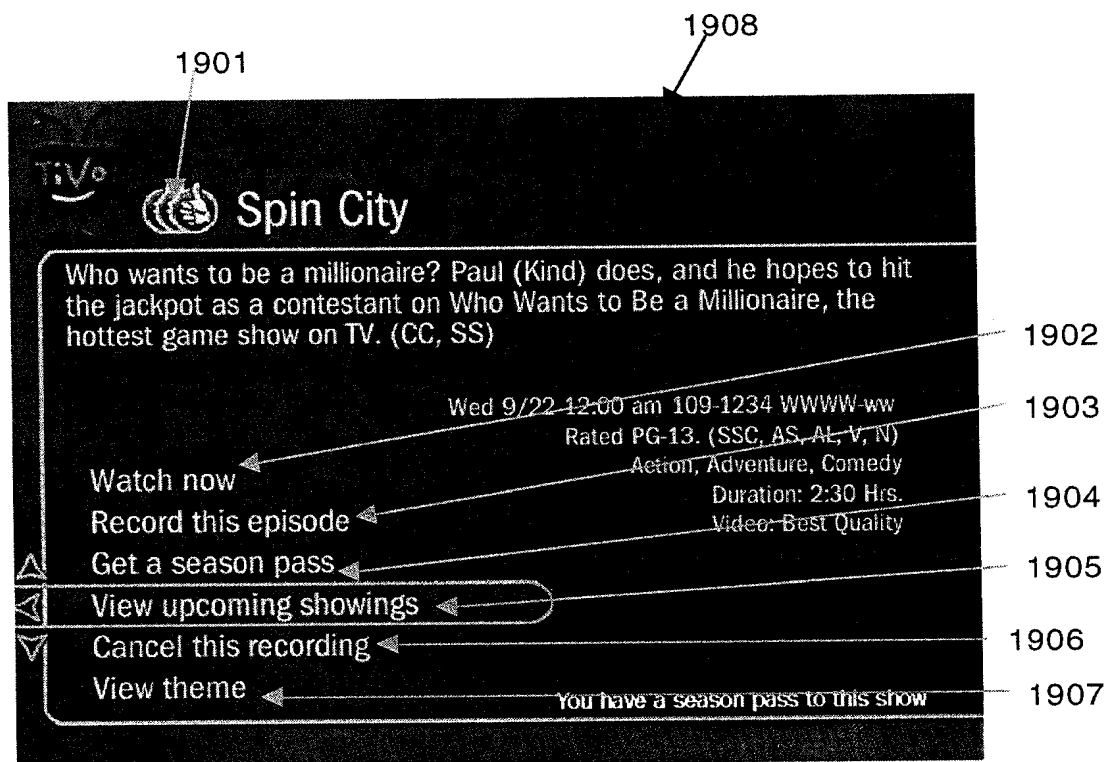 1908
1901
TiVo
Spin City
Who wants to be a millionaire? Paul (Kind) does, and he hopes to hit
the jackpot as a contestant on Who Wants to Be a Millionaire, the
hottest game show on TV. (CC, SS)
1902
Wed 9/22 12:00 am 109-1234 WWWW-ww
1903
Rated PG-13. (SSC, AS, AL, V, N)
Action, Adventure, Comedy
Watch now
Duration: 2:30 Hrs.
1904
Record this episode
Video: Best Quality
Get a season pass
1905
View upcoming showings
1906
Cancel this recording
View theme
You have a season pass to this show
1907